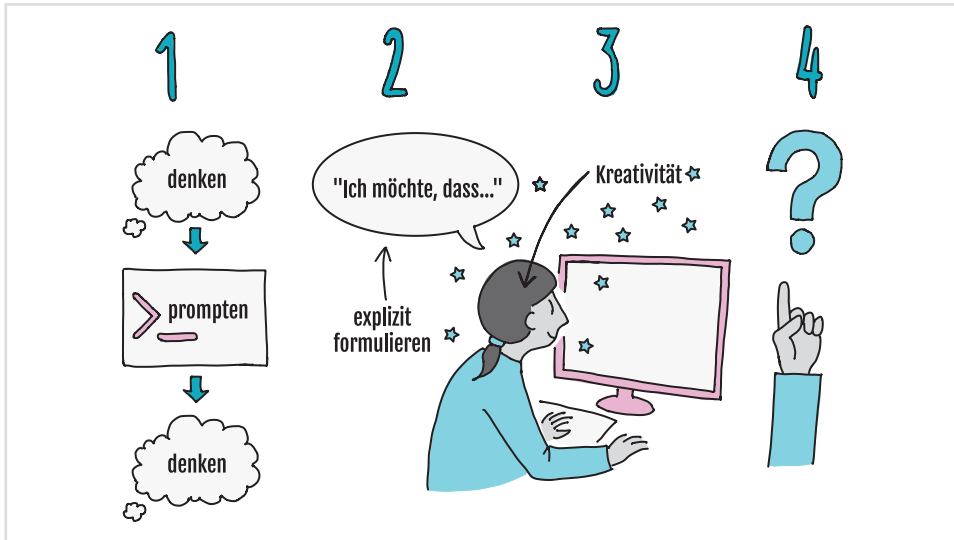 1
2
3
4
denken
>_ prompten
denken
"Ich möchte, dass..."
explizit
formulieren
Kreativität
?